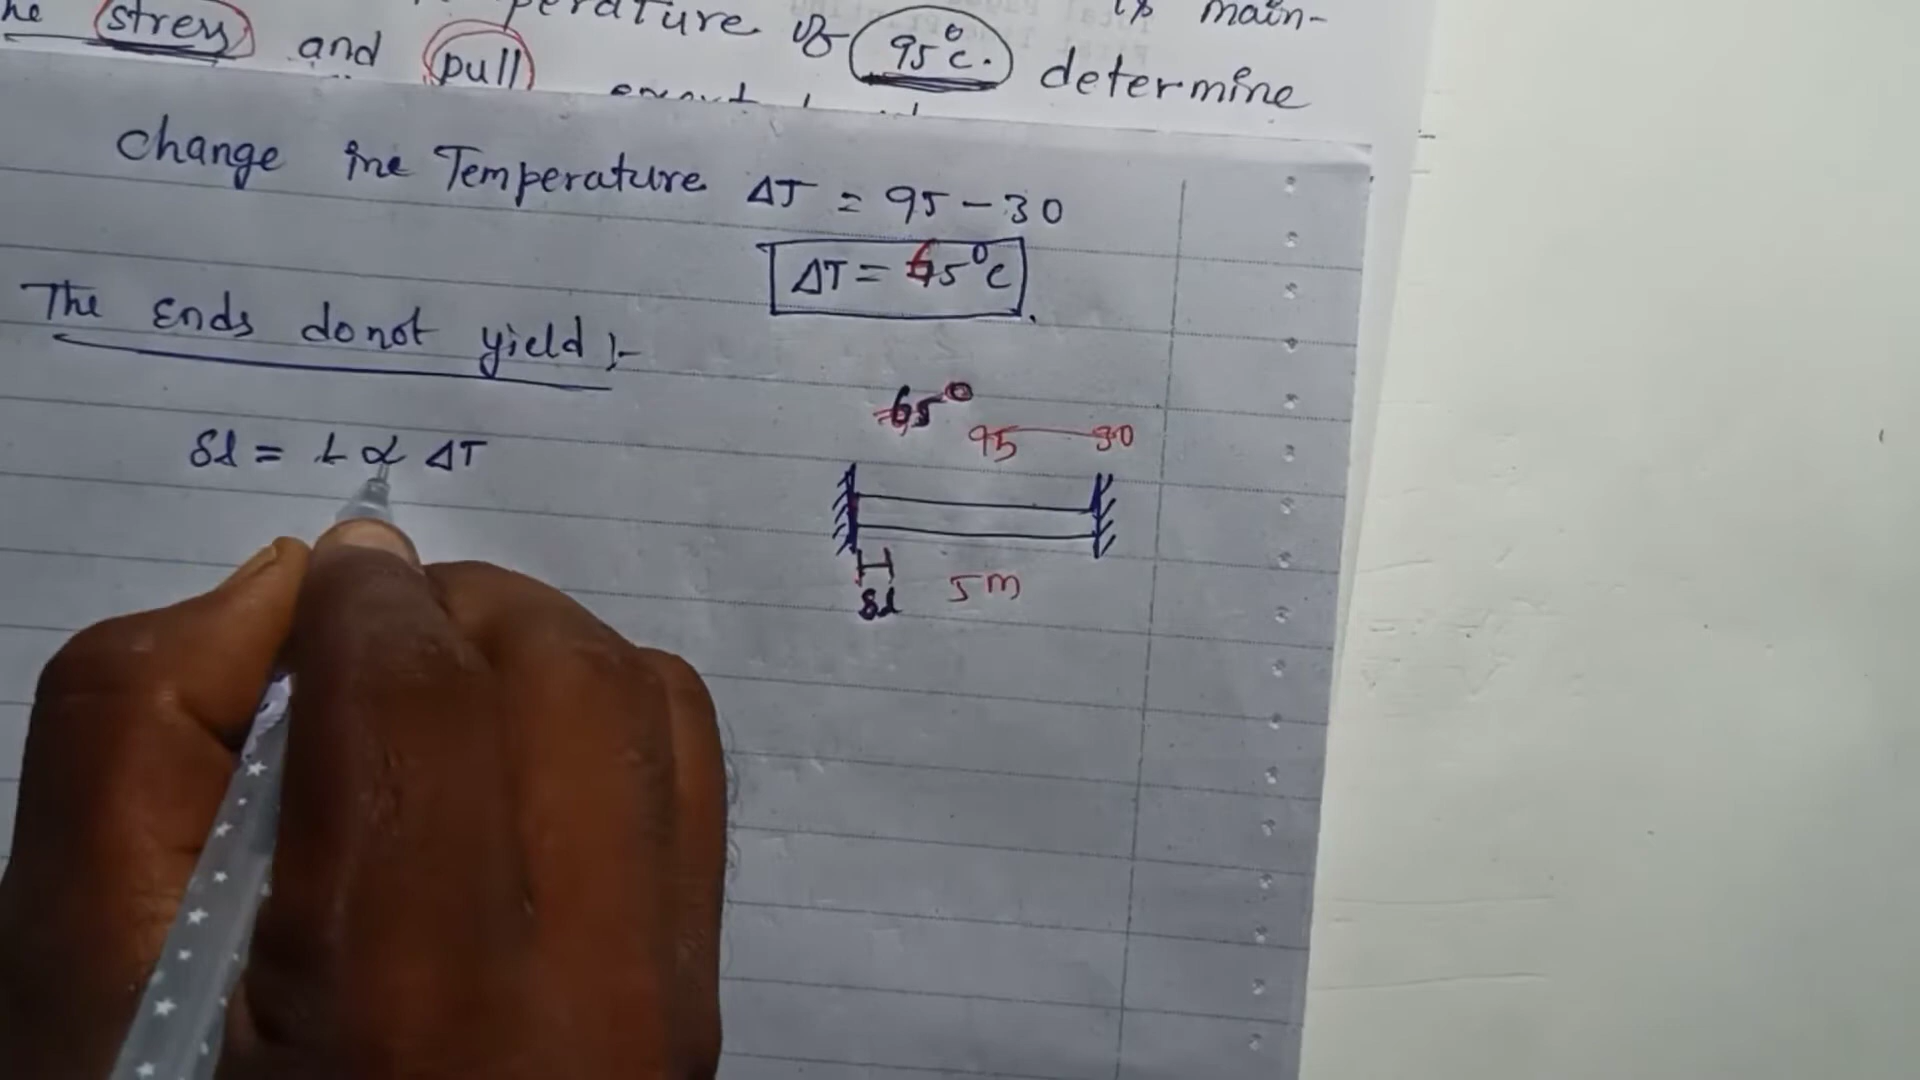 he stress and pull perature of 95°c. is main-
determine
Change ine Temperature ΔT = 95 - 30
ΔT = 65°C
The Ends donot yield :-
65°
95 30
δl = L α ΔT
5m
δl